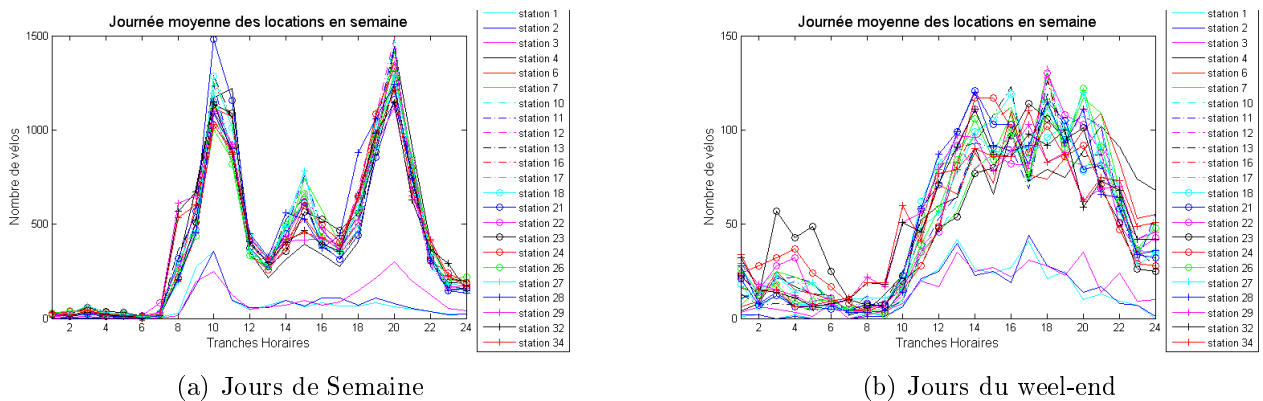 Journée moyenne des locations en semaine
Nombre de vélos
1500
1000
500
0
2 4 6 8 10 12 14 16 18 20 22 24
Tranches Horaires
station 1
station 2
station 3
station 4
station 6
station 7
station 10
station 11
station 12
station 13
station 16
station 17
station 18
station 21
station 22
station 23
station 24
station 26
station 27
station 28
station 29
station 32
station 34
(a) Jours de Semaine
Journée moyenne des locations en semaine
Nombre de vélos
150
100
50
0
2 4 6 8 10 12 14 16 18 20 22 24
Tranches Horaires
station 1
station 2
station 3
station 4
station 6
station 7
station 10
station 11
station 12
station 13
station 16
station 17
station 18
station 21
station 22
station 23
station 24
station 26
station 27
station 28
station 29
station 32
station 34
(b) Jours du weel-end